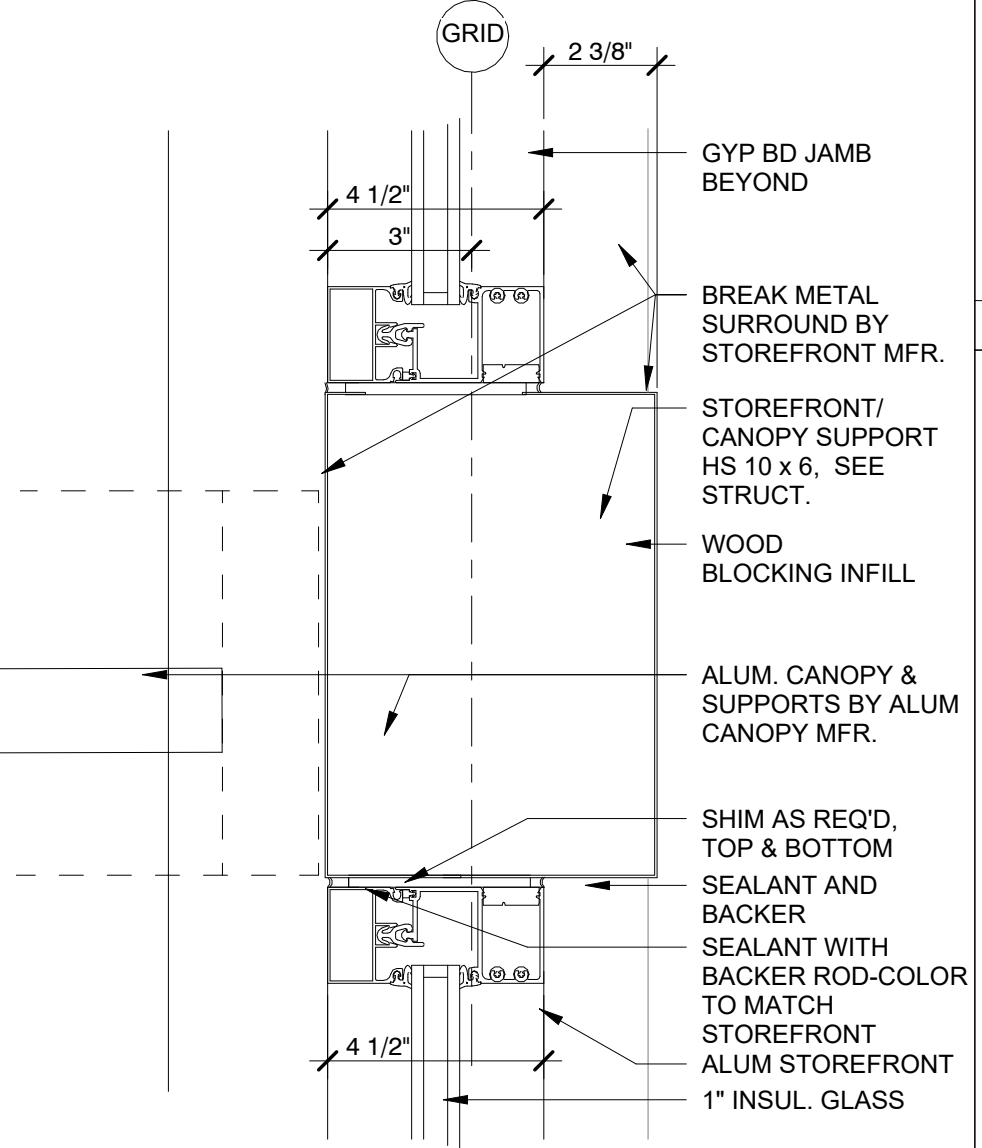 GRID
2 3/8"
GYP BD JAMB
BEYOND
4 1/2"
3"
BREAK METAL
SURROUND BY
STOREFRONT MFR.
STOREFRONT/
CANOPY SUPPORT
HS 10 x 6, SEE
STRUCT.
WOOD
BLOCKING INFILL
ALUM. CANOPY &
SUPPORTS BY ALUM
CANOPY MFR.
SHIM AS REQ'D,
TOP & BOTTOM
SEALANT AND
BACKER
SEALANT WITH
BACKER ROD-COLOR
TO MATCH
STOREFRONT
4 1/2"
ALUM STOREFRONT
1" INSUL. GLASS